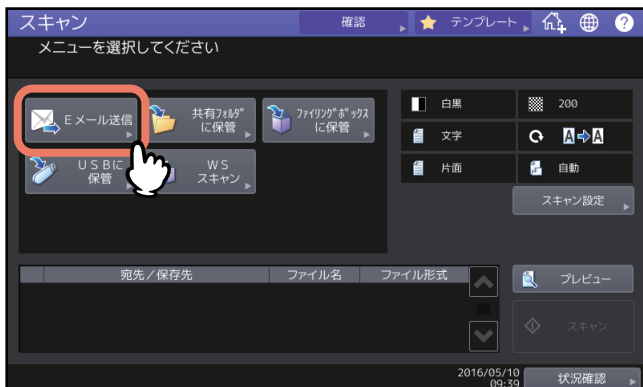 スキャン
確認
テンプレート
?
メニューを選択してください
Eメール送信
共有ﾌｫﾙﾀﾞ
に保管
ﾌｧｲﾘﾝｸﾞﾎﾞｯｸｽ
に保管
白黒
200
文字
A A
片面
自動
USBに
保管
WS
スキャン
スキャン設定
宛先/保存先
ファイル名
ファイル形式
プレビュー
スキャン
2016/05/10
09:39
状況確認